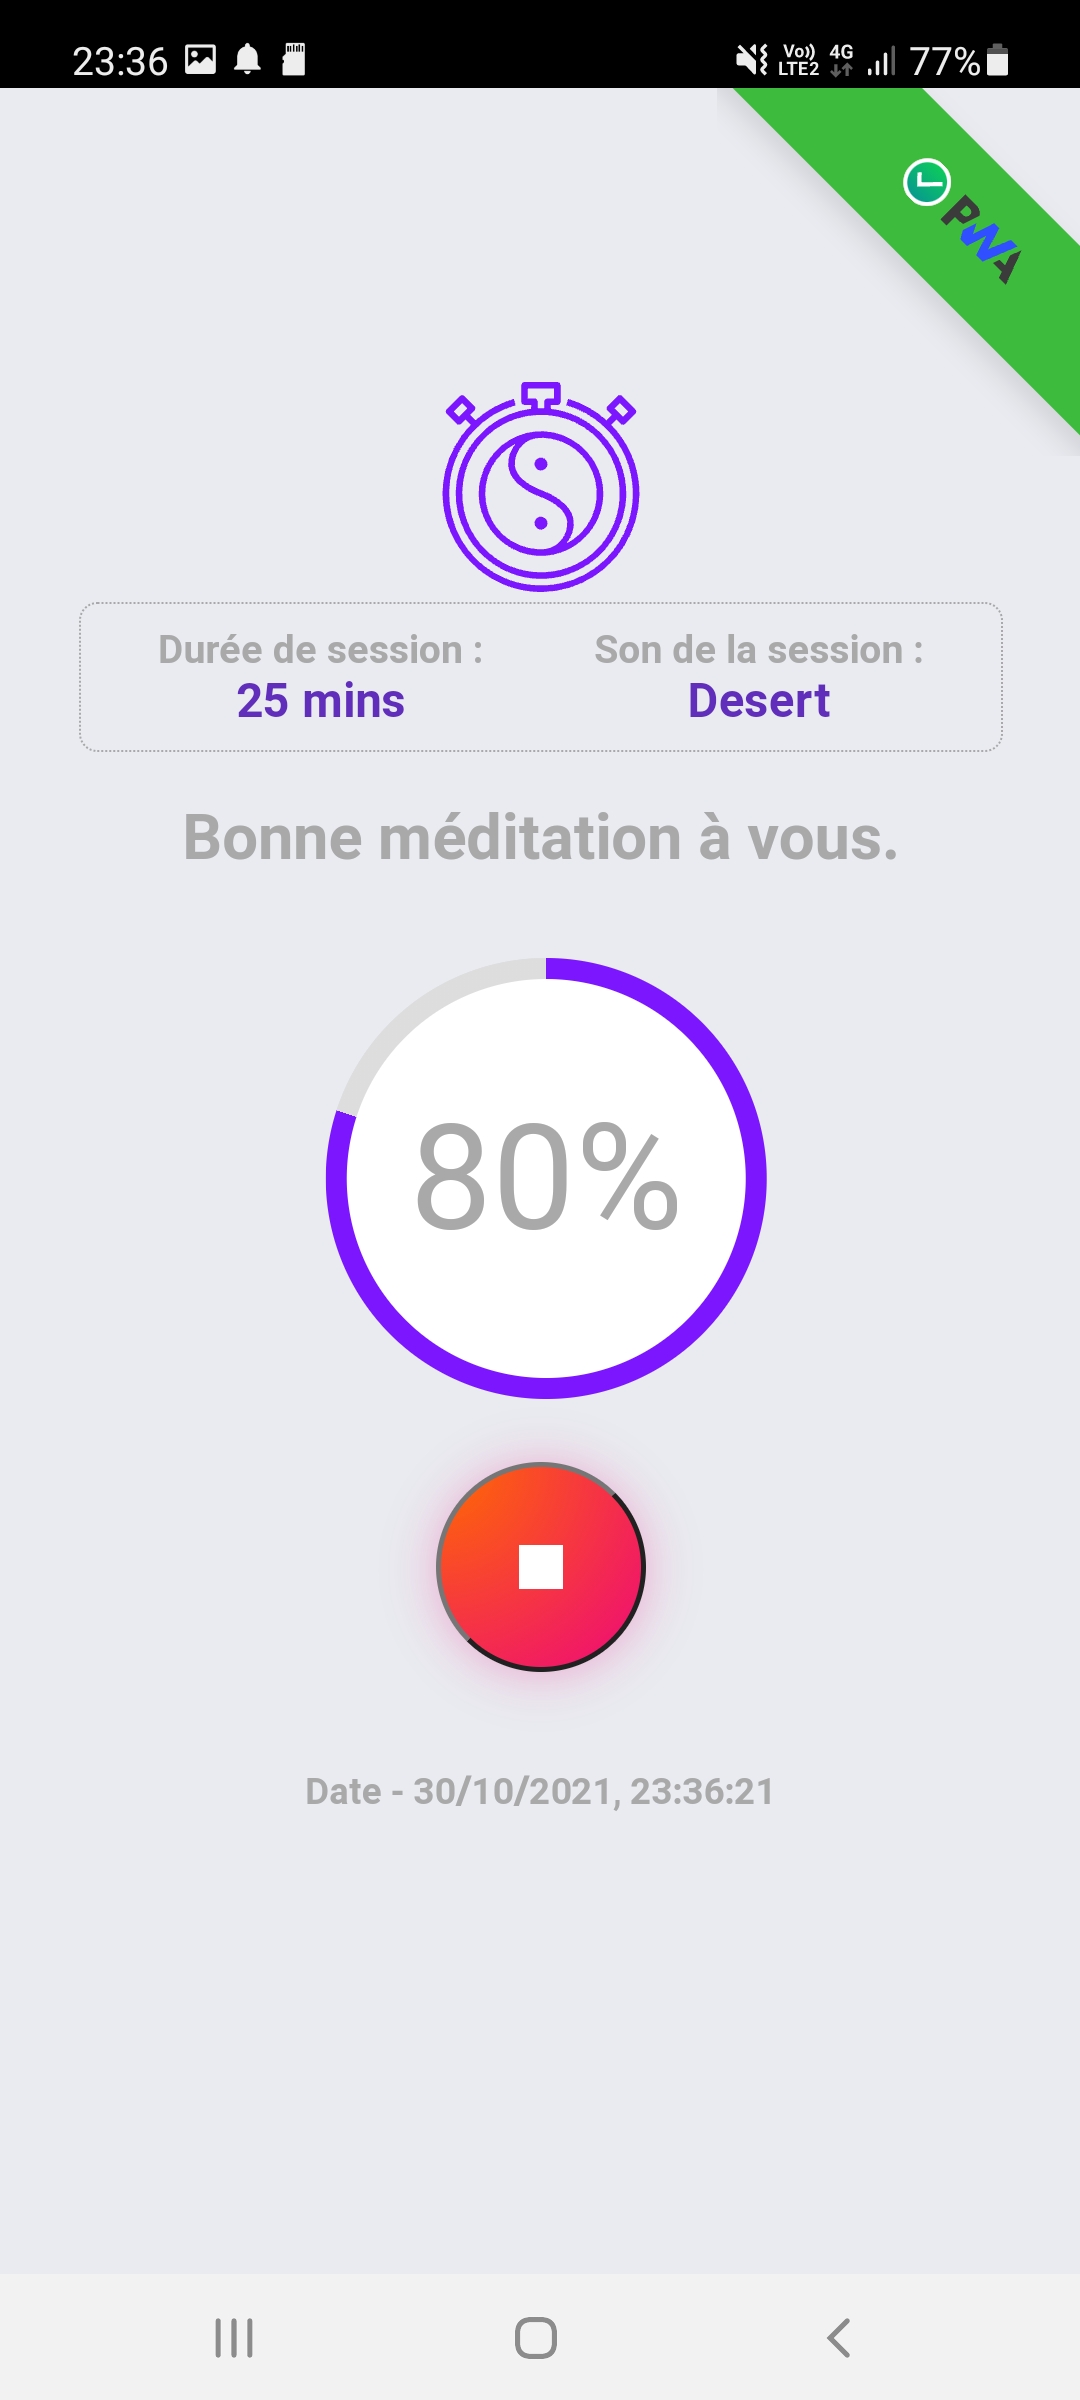 23:36 Vo)) LTE2 4G 77%
PWA
Durée de session : Son de la session :
25 mins Desert
Bonne méditation à vous.
80%
Date - 30/10/2021, 23:36:21